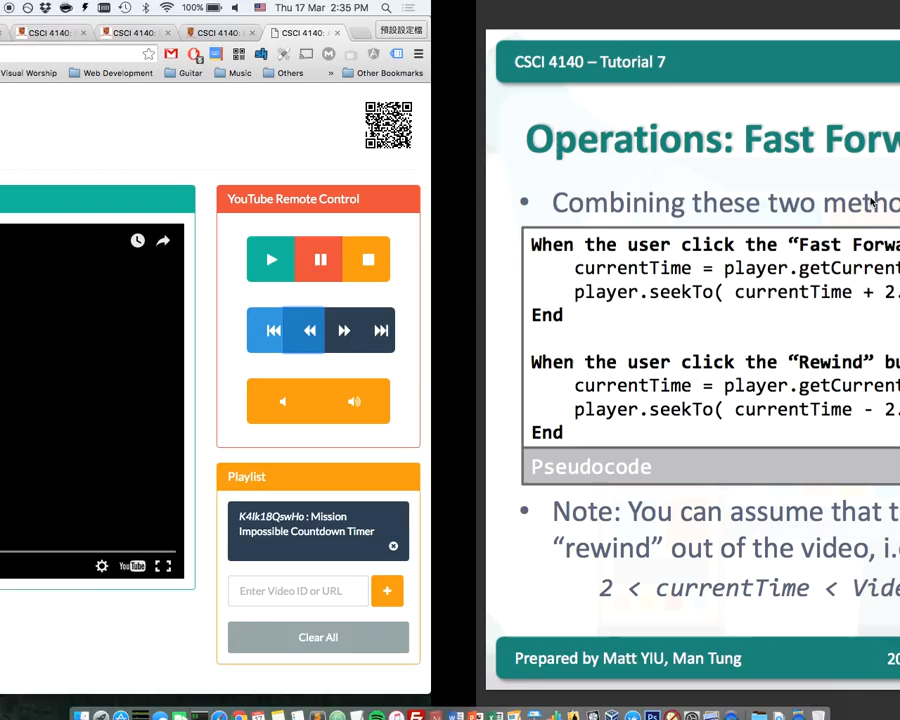 100%
Thu 17 Mar 2:35 PM
CSCI 4140:
CSCI 4140:
CSCI 4140:
CSCI 4140:
預設設定檔
Visual Worship
Web Development
Guitar
Music
Others
»
Other Bookmarks
YouTube Remote Control
YouTube
Playlist
K4Ik18QswHo : Mission
Impossible Countdown Timer
Enter Video ID or URL
+
Clear All
CSCI 4140 – Tutorial 7
Operations: Fast Forw
• Combining these two metho
When the user click the “Fast Forwa
currentTime = player.getCurrent
player.seekTo( currentTime + 2.
End
When the user click the “Rewind” bu
currentTime = player.getCurrent
player.seekTo( currentTime - 2.
End
Pseudocode
• Note: You can assume that t
“rewind” out of the video, i.
2 < currentTime < Vide
Prepared by Matt YIU, Man Tung
20